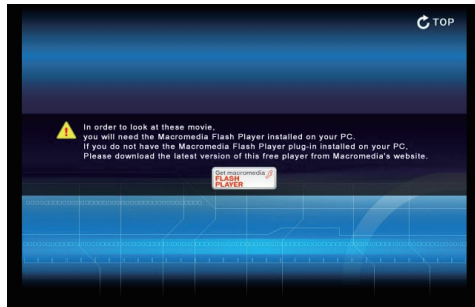 TOP
In order to look at these movie,
you will need the Macromedia Flash Player installed on your PC.
If you do not have the Macromedia Flash Player plug-in installed on your PC,
Please download the latest version of this free player from Macromedia's website.
Get macromedia
FLASH
PLAYER